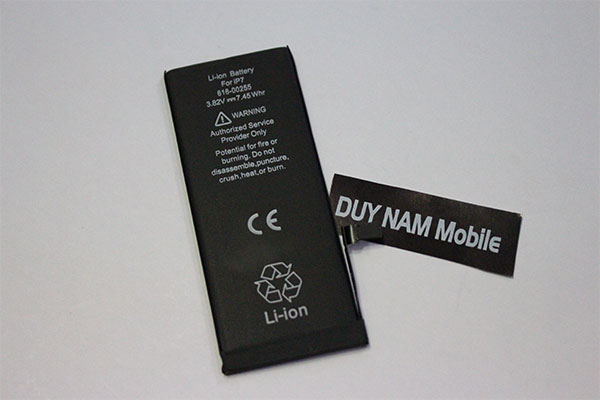 Li-ion Battery
For iP7
616-00255
3.82V⎓7.45Whr
WARNING
Authorized Service
Provider Only
Potential for fire or
burning. Do not
disassemble,puncture,
crush,heat,or burn.
CE
Li-ion
DUY NAM Mobile